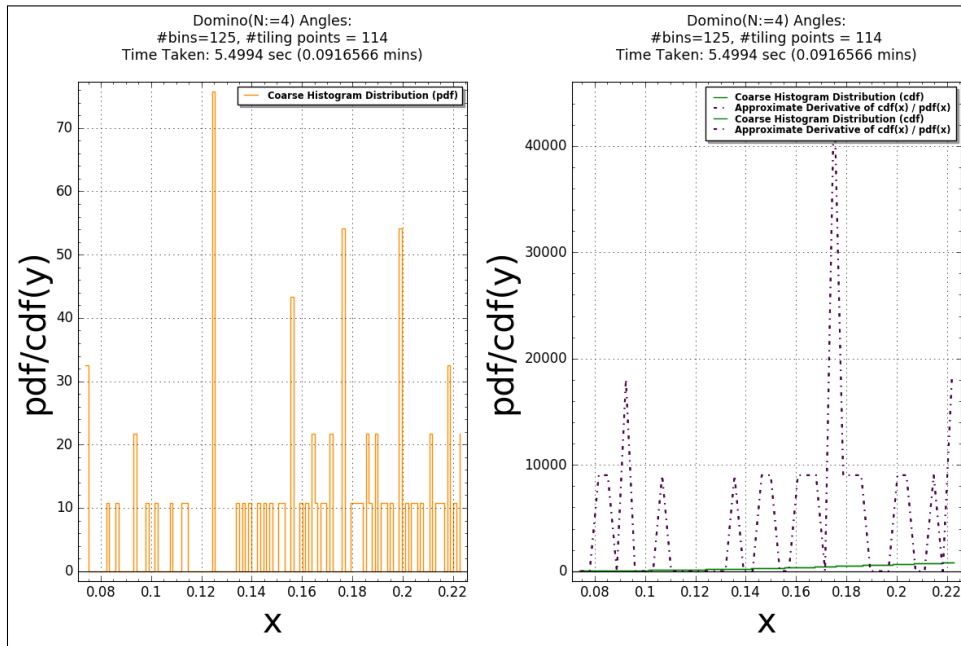 Domino(N:=4) Angles:
#bins=125, #tiling points = 114
Time Taken: 5.4994 sec (0.0916566 mins)
Coarse Histogram Distribution (pdf)
70
60
50
40
30
20
10
0
0.08
0.1
0.12
0.14
0.16
0.18
0.2
0.22
pdf/cdf(y)
x
Domino(N:=4) Angles:
#bins=125, #tiling points = 114
Time Taken: 5.4994 sec (0.0916566 mins)
Coarse Histogram Distribution (cdf)
Approximate Derivative of cdf(x) / pdf(x)
Coarse Histogram Distribution (cdf)
Approximate Derivative of cdf(x) / pdf(x)
40000
30000
20000
10000
0
0.08
0.1
0.12
0.14
0.16
0.18
0.2
0.22
pdf/cdf(y)
x